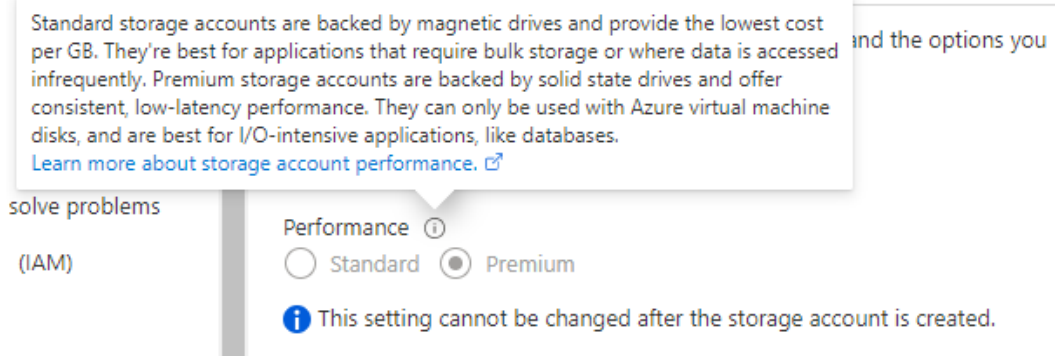 Standard storage accounts are backed by magnetic drives and provide the lowest cost
per GB. They're best for applications that require bulk storage or where data is accessed
infrequently. Premium storage accounts are backed by solid state drives and offer
consistent, low-latency performance. They can only be used with Azure virtual machine
disks, and are best for I/O-intensive applications, like databases.
Learn more about storage account performance.
and the options you
solve problems
(IAM)
Performance
Standard Premium
This setting cannot be changed after the storage account is created.